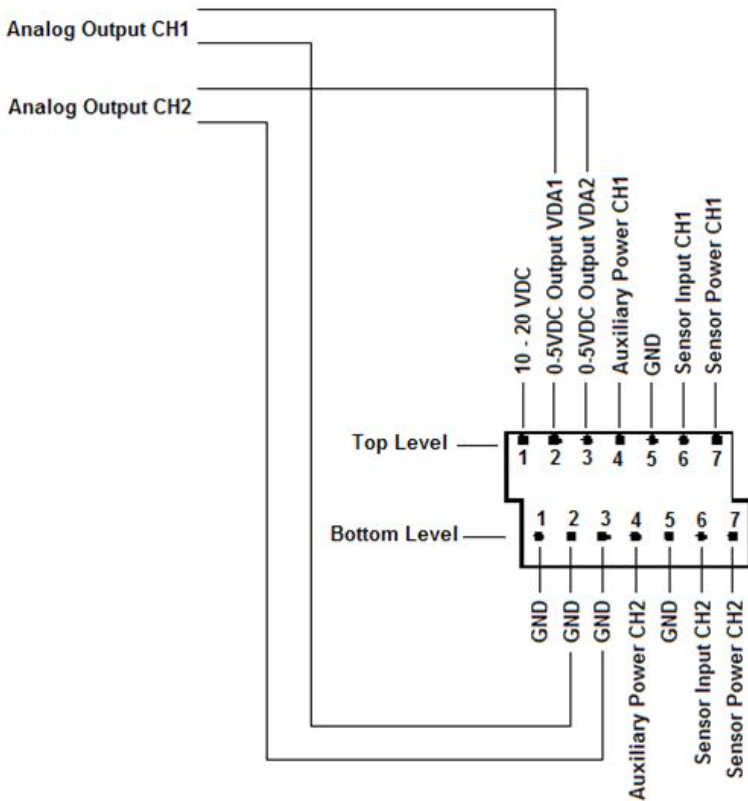 Analog Output CH1
Analog Output CH2
10 - 20 VDC
0-5VDC Output VDA1
0-5VDC Output VDA2
Auxiliary Power CH1
GND
Sensor Input CH1
Sensor Power CH1
Top Level
1 2 3 4 5 6 7
Bottom Level
1 2 3 4 5 6 7
GND
GND
GND
Auxiliary Power CH2
GND
Sensor Input CH2
Sensor Power CH2